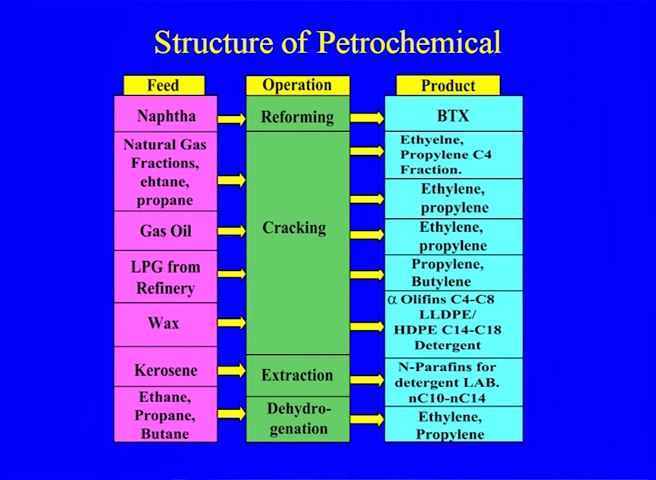 Structure of Petrochemical
Feed
Operation
Product
Naphtha
Reforming
BTX
Natural Gas
Fractions,
ehtane,
propane
Cracking
Ethyelne,
Propylene C4
Fraction.
Ethylene,
propylene
Gas Oil
Ethylene,
propylene
LPG from
Refinery
Propylene,
Butylene
Wax
α Olifins C4-C8
LLDPE/
HDPE C14-C18
Detergent
Kerosene
Extraction
N-Parafins for
detergent LAB.
nC10-nC14
Ethane,
Propane,
Butane
Dehydro-
genation
Ethylene,
Propylene